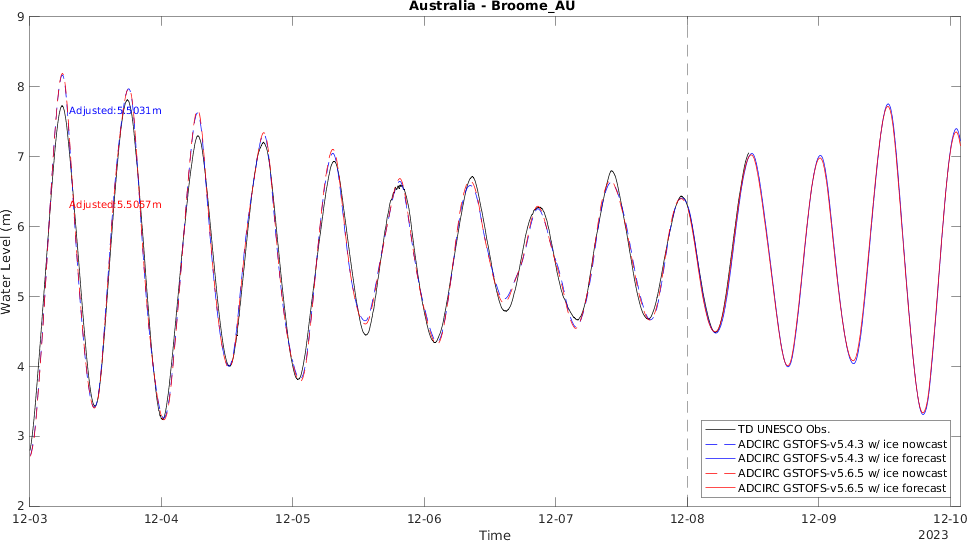 Australia - Broome_AU
9
8
7
6
5
4
3
2
Water Level (m)
Adjusted:5.5031m
Adjusted:5.5057m
TD UNESCO Obs.
ADCIRC GSTOFS-v5.4.3 w/ ice nowcast
ADCIRC GSTOFS-v5.4.3 w/ ice forecast
ADCIRC GSTOFS-v5.6.5 w/ ice nowcast
ADCIRC GSTOFS-v5.6.5 w/ ice forecast
12-03 12-04 12-05 12-06 12-07 12-08 12-09 12-10
Time
2023